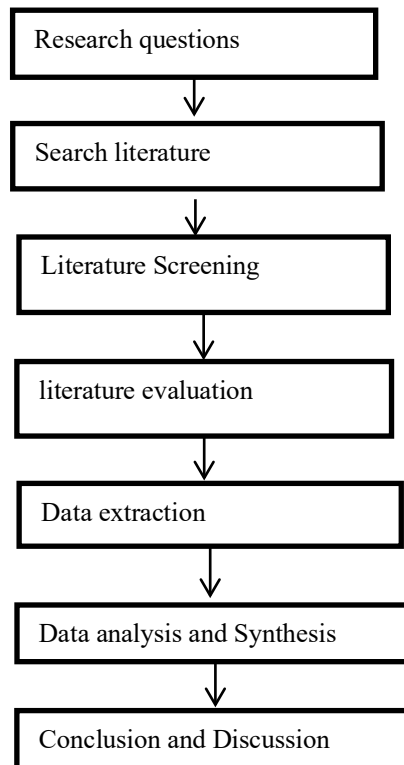 Research questions
Search literature
Literature Screening
literature evaluation
Data extraction
Data analysis and Synthesis
Conclusion and Discussion